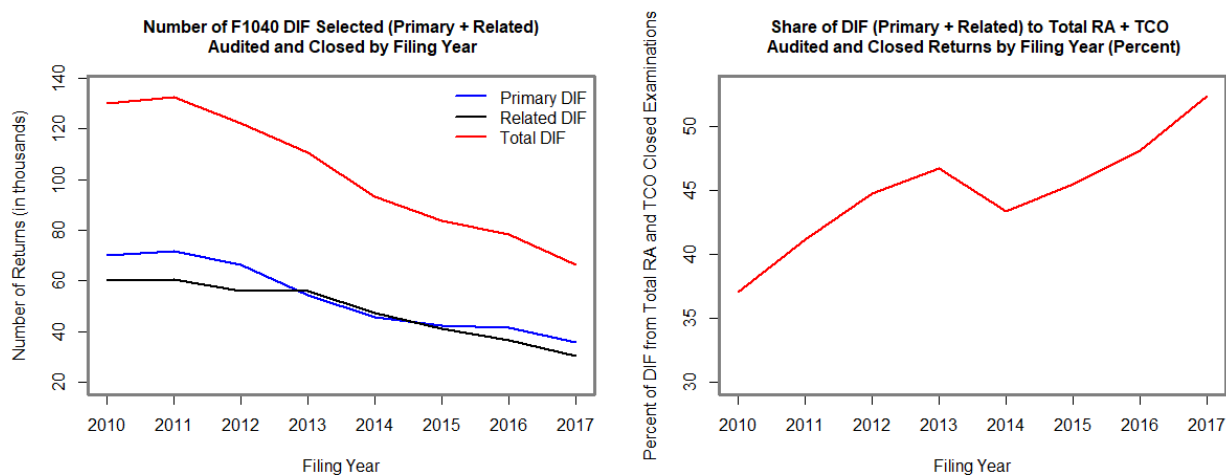 Number of F1040 DIF Selected (Primary + Related)
Audited and Closed by Filing Year
Number of Returns (in thousands)
140
120
100
80
60
40
20
Primary DIF
Related DIF
Total DIF
2010 2011 2012 2013 2014 2015 2016 2017
Filing Year
Share of DIF (Primary + Related) to Total RA + TCO
Audited and Closed Returns by Filing Year (Percent)
Percent of DIF from Total RA and TCO Closed Examinations
50
45
40
35
30
2010 2011 2012 2013 2014 2015 2016 2017
Filing Year